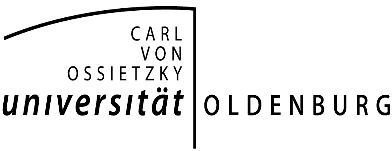 CARL
VON
OSSIETZKY
universität OLDENBURG